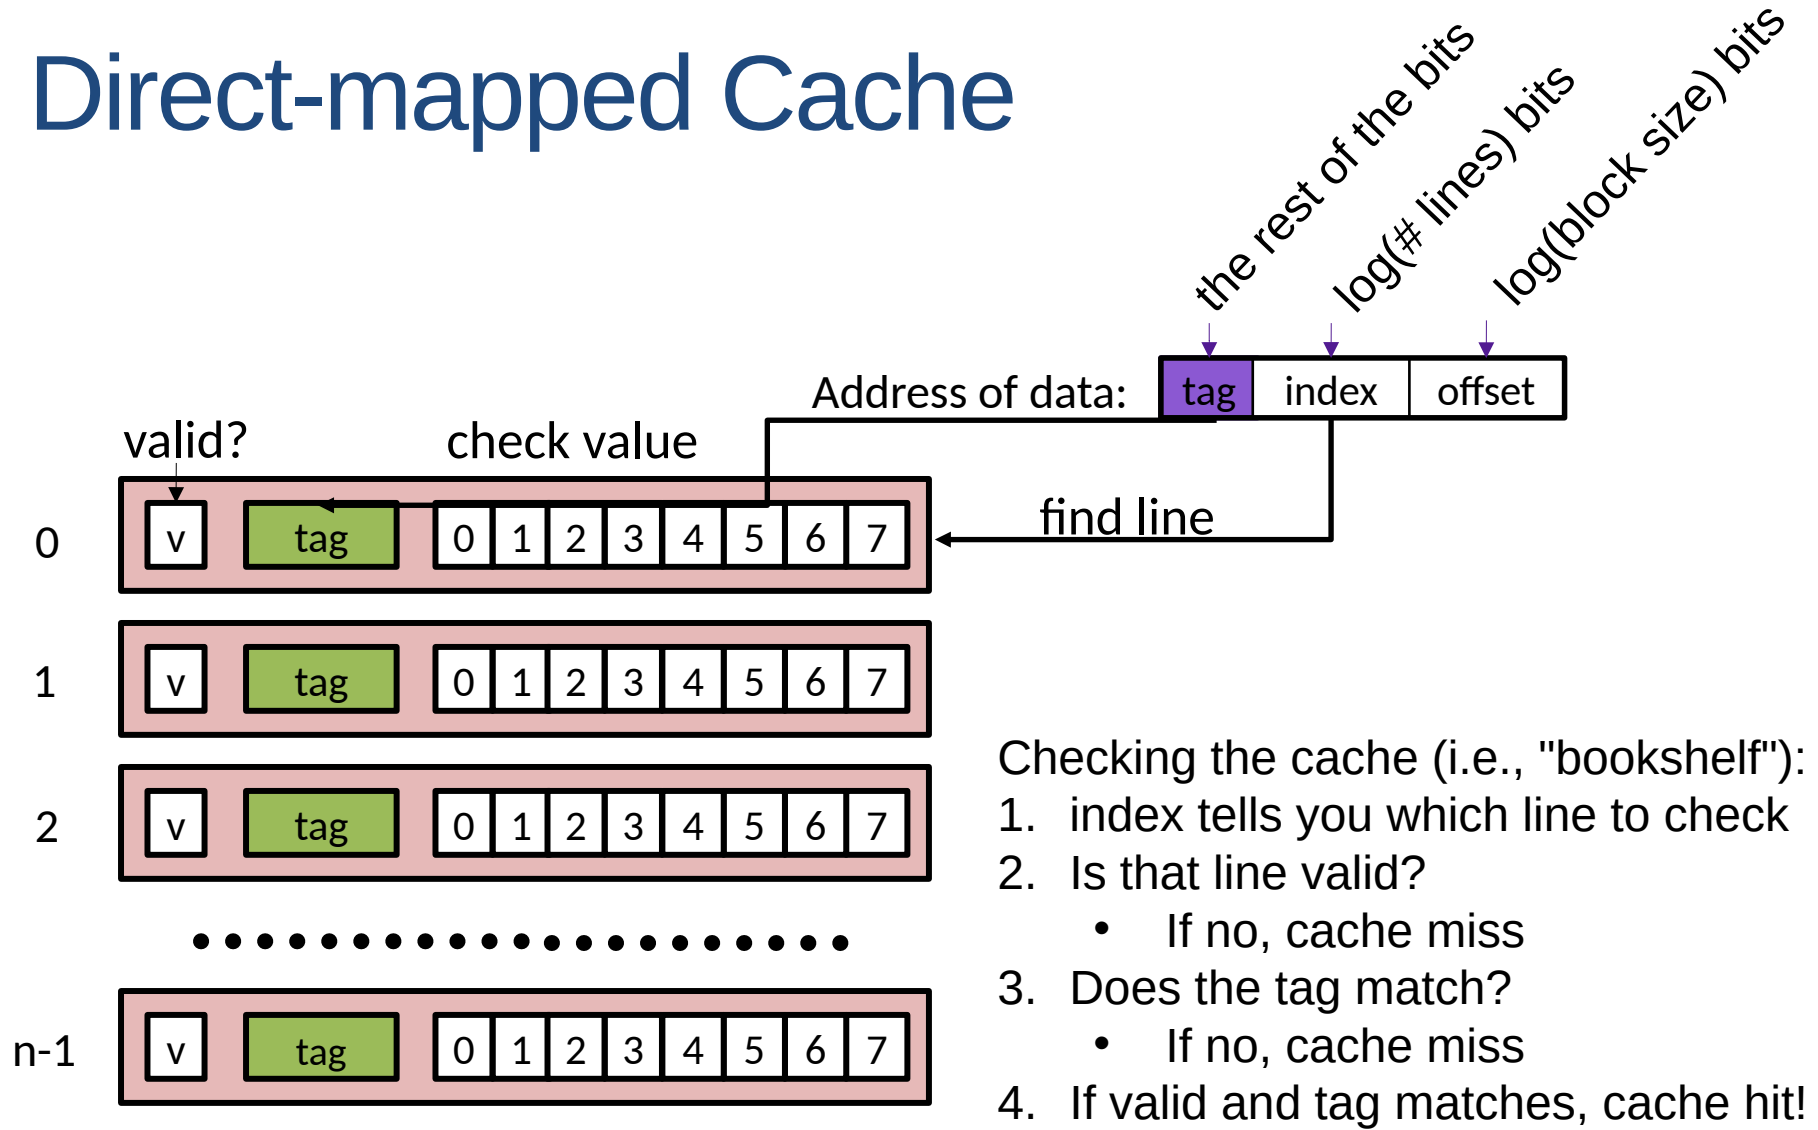 Direct-mapped Cache
the rest of the bits
log(# lines) bits
log(block size) bits
Address of data:
tag index offset
valid?
check value
find line
0 v tag 0 1 2 3 4 5 6 7
1 v tag 0 1 2 3 4 5 6 7
2 v tag 0 1 2 3 4 5 6 7
n-1 v tag 0 1 2 3 4 5 6 7
Checking the cache (i.e., "bookshelf"):
1. index tells you which line to check
2. Is that line valid?
• If no, cache miss
3. Does the tag match?
• If no, cache miss
4. If valid and tag matches, cache hit!